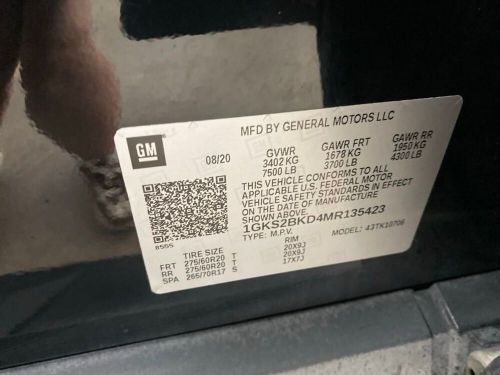 MFD BY GENERAL MOTORS LLC
GM
08/20
GVWR GAWR FRT GAWR RR
3402 KG 1678 KG 1950 KG
7500 LB 3700 LB 4300 LB
THIS VEHICLE CONFORMS TO ALL
APPLICABLE U.S. FEDERAL MOTOR
VEHICLE SAFETY STANDARDS IN EFFECT
ON THE DATE OF MANUFACTURE
SHOWN ABOVE.
1GKS2BKD4MR135423
TYPE: M.P.V. MODEL: 43TK10706
8555
TIRE SIZE RIM
FRT 275/60R20 T 20X9J
RR 275/60R20 T 20X9J
SPA 265/70R17 S 17X7J